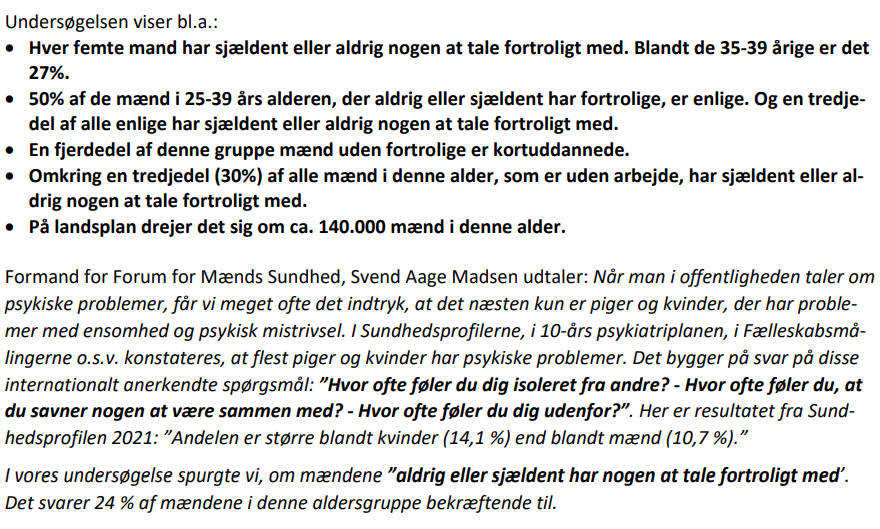 Undersøgelsen viser bl.a.:
• Hver femte mand har sjældent eller aldrig nogen at tale fortroligt med. Blandt de 35-39 årige er det
27%.
• 50% af de mænd i 25-39 års alderen, der aldrig eller sjældent har fortrolige, er enlige. Og en tredje-
del af alle enlige har sjældent eller aldrig nogen at tale fortroligt med.
• En fjerdedel af denne gruppe mænd uden fortrolige er kortuddannede.
• Omkring en tredjedel (30%) af alle mænd i denne alder, som er uden arbejde, har sjældent eller al-
drig nogen at tale fortroligt med.
• På landsplan drejer det sig om ca. 140.000 mænd i denne alder.
Formand for Forum for Mænds Sundhed, Svend Aage Madsen udtaler: Når man i offentligheden taler om
psykiske problemer, får vi meget ofte det indtryk, at det næsten kun er piger og kvinder, der har proble-
mer med ensomhed og psykisk mistrivsel. I Sundhedsprofilerne, i 10-års psykiatriplanen, i Fælleskabsmå-
lingerne o.s.v. konstateres, at flest piger og kvinder har psykiske problemer. Det bygger på svar på disse
internationalt anerkendte spørgsmål: ”Hvor ofte føler du dig isoleret fra andre? - Hvor ofte føler du, at
du savner nogen at være sammen med? - Hvor ofte føler du dig udenfor?”. Her er resultatet fra Sund-
hedsprofilen 2021: ”Andelen er større blandt kvinder (14,1 %) end blandt mænd (10,7 %).”
I vores undersøgelse spurgte vi, om mændene ”aldrig eller sjældent har nogen at tale fortroligt med’.
Det svarer 24 % af mændene i denne aldersgruppe bekræftende til.